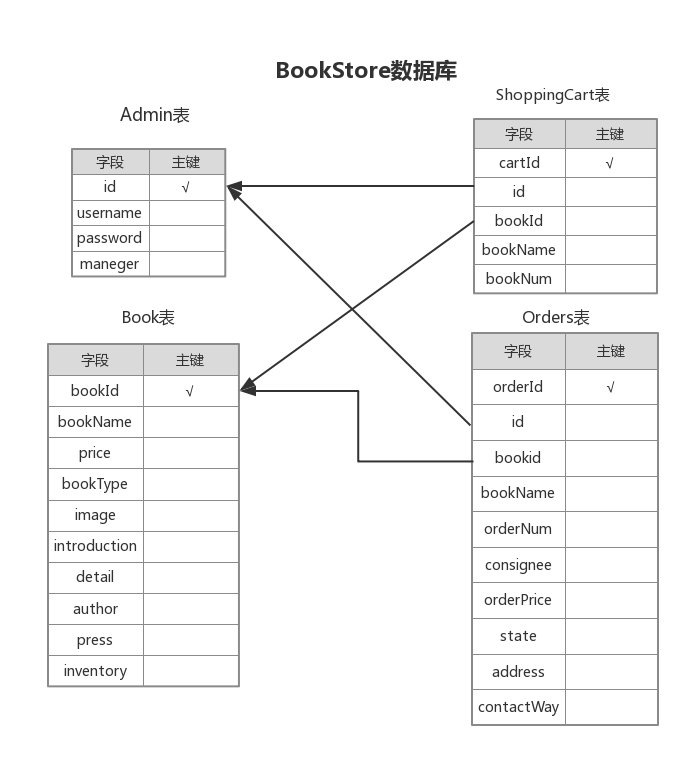 BookStore数据库
Admin表
字段 主键
id √
username
password
maneger
ShoppingCart表
字段 主键
cartId √
id
bookId
bookName
bookNum
Book表
字段 主键
bookId √
bookName
price
bookType
image
introduction
detail
author
press
inventory
Orders表
字段 主键
orderId √
id
bookid
bookName
orderNum
consignee
orderPrice
state
address
contactWay